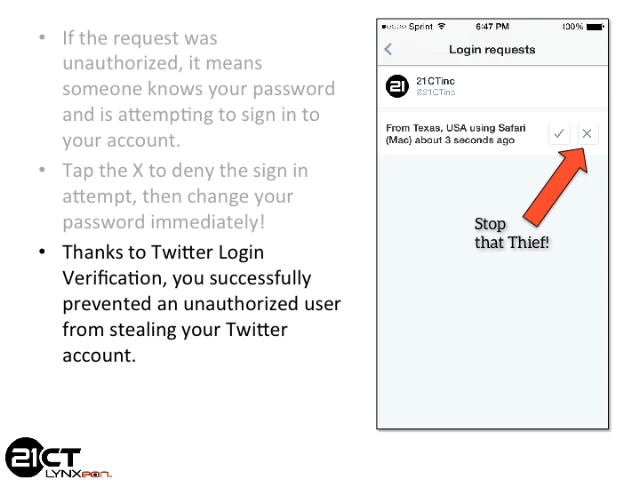 • If the request was
unauthorized, it means
someone knows your password
and is attempting to sign in to
your account.
• Tap the X to deny the sign in
attempt, then change your
password immediately!
• Thanks to Twitter Login
Verification, you successfully
prevented an unauthorized user
from stealing your Twitter
account.
Sprint 6:47 PM 100%
Login requests
21
21CTinc
@21CTinc
From Texas, USA using Safari
(Mac) about 3 seconds ago
Stop
that Thief!
21CT
LYNXeon.